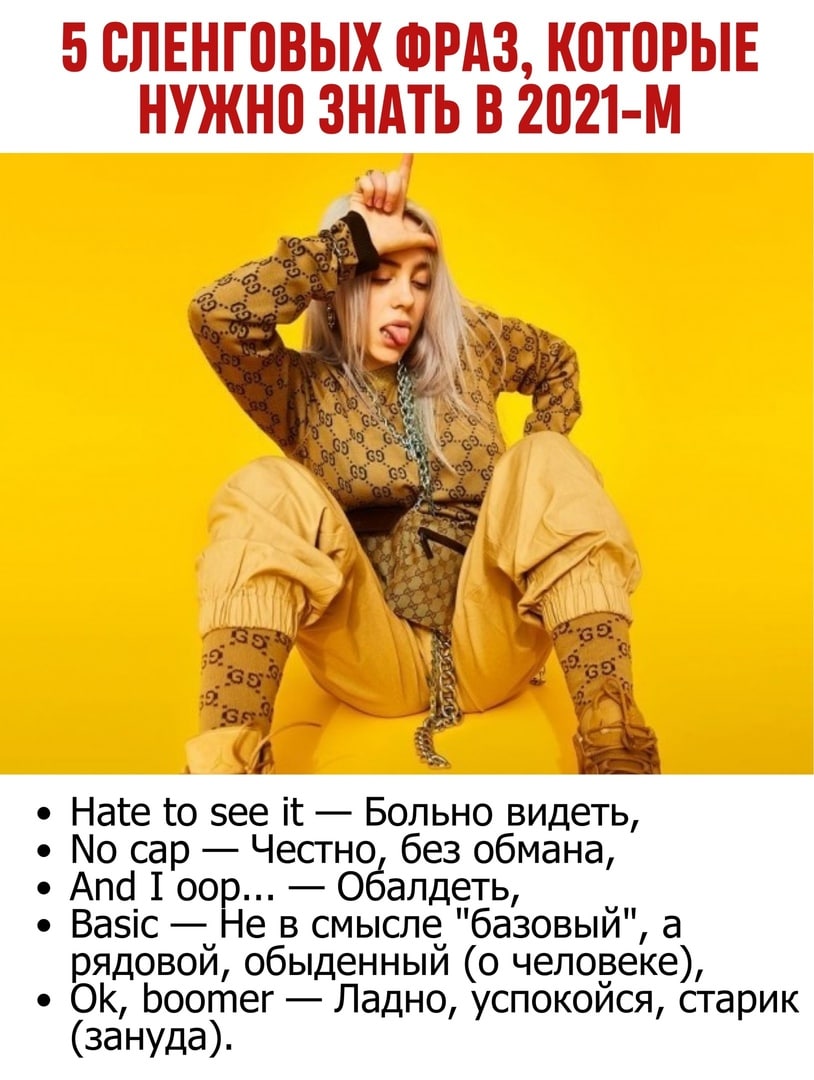 5 СЛЕНГОВЫХ ФРАЗ, КОТОРЫЕ
НУЖНО ЗНАТЬ В 2021-М
• Hate to see it — Больно видеть,
• No cap — Честно, без обмана,
• And I oop... — Обалдеть,
• Basic — Не в смысле "базовый", а
рядовой, обыденный (о человеке),
• Ok, boomer — Ладно, успокойся, старик
(зануда).